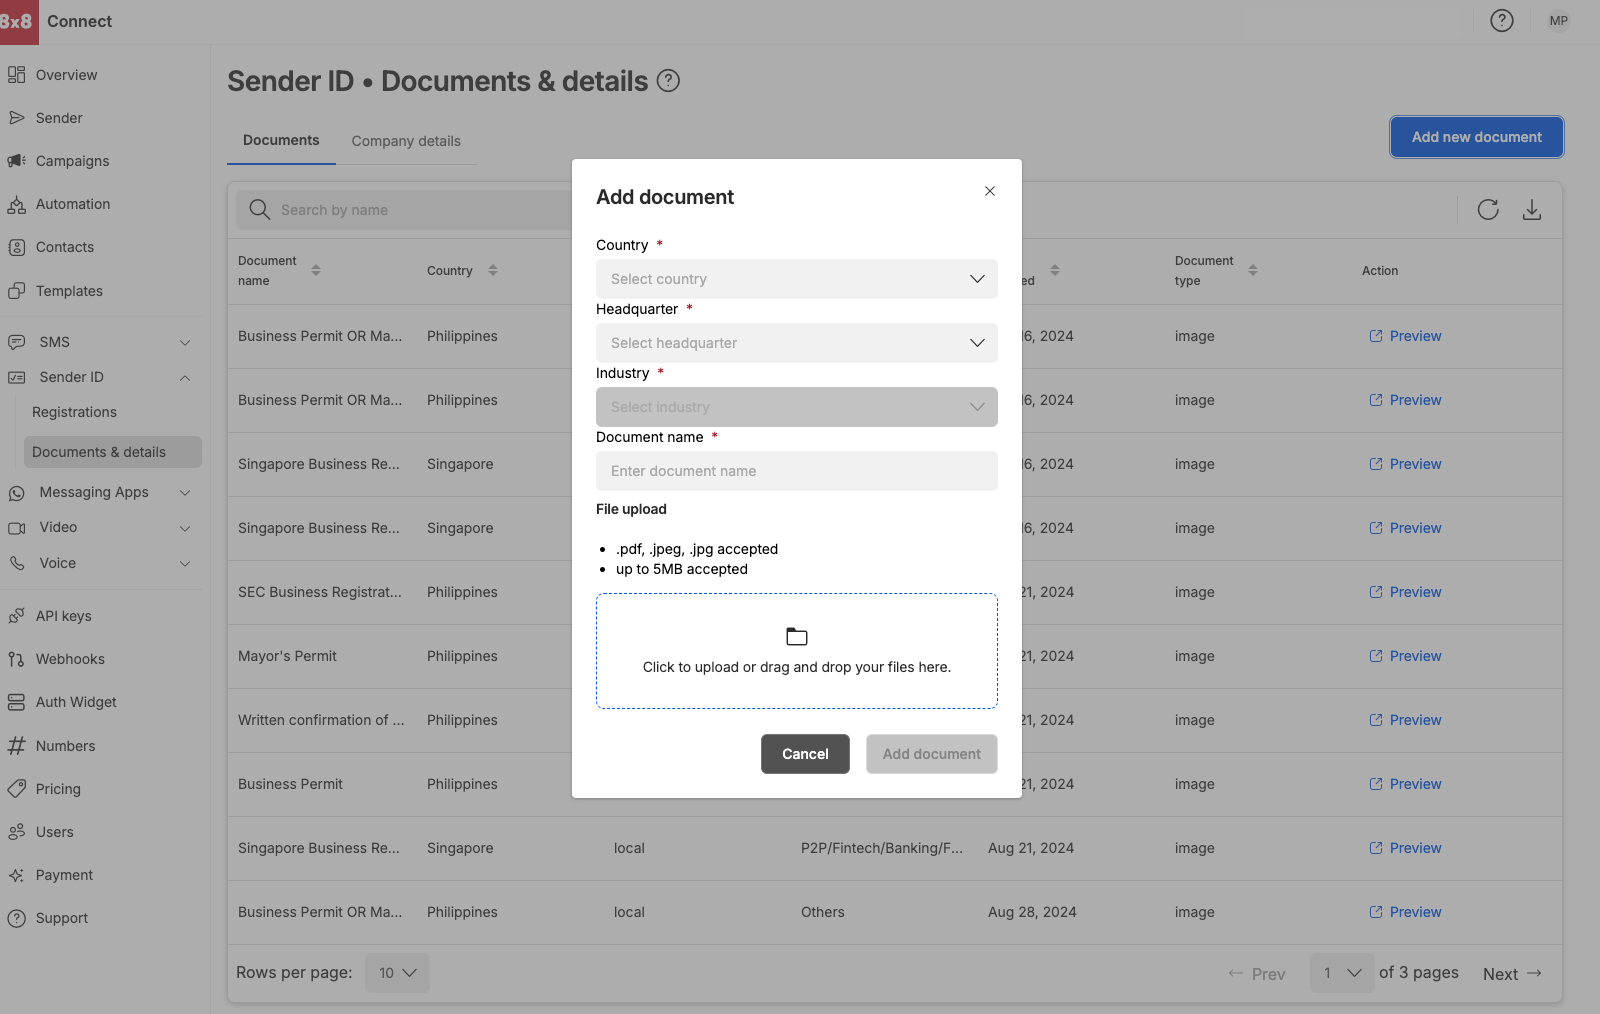 8x8 Connect
MP
Overview
Sender
Campaigns
Automation
Contacts
Templates
SMS
Sender ID
Registrations
Documents & details
Messaging Apps
Video
Voice
API keys
Webhooks
Auth Widget
Numbers
Pricing
Users
Payment
Support
Sender ID • Documents & details
Documents Company details
Add new document
Search by name
Document name Country ed Document type Action
Business Permit OR Ma... Philippines 16, 2024 image Preview
Business Permit OR Ma... Philippines 16, 2024 image Preview
Singapore Business Re... Singapore 16, 2024 image Preview
Singapore Business Re... Singapore 16, 2024 image Preview
SEC Business Registrat... Philippines 21, 2024 image Preview
Mayor's Permit Philippines 21, 2024 image Preview
Written confirmation of ... Philippines 21, 2024 image Preview
Business Permit Philippines 21, 2024 image Preview
Singapore Business Re... Singapore local P2P/Fintech/Banking/F... Aug 21, 2024 image Preview
Business Permit OR Ma... Philippines local Others Aug 28, 2024 image Preview
Rows per page: 10
← Prev 1 of 3 pages Next →
Add document
Country *
Select country
Headquarter *
Select headquarter
Industry *
Select industry
Document name *
Enter document name
File upload
• .pdf, .jpeg, .jpg accepted
• up to 5MB accepted
Click to upload or drag and drop your files here.
Cancel Add document